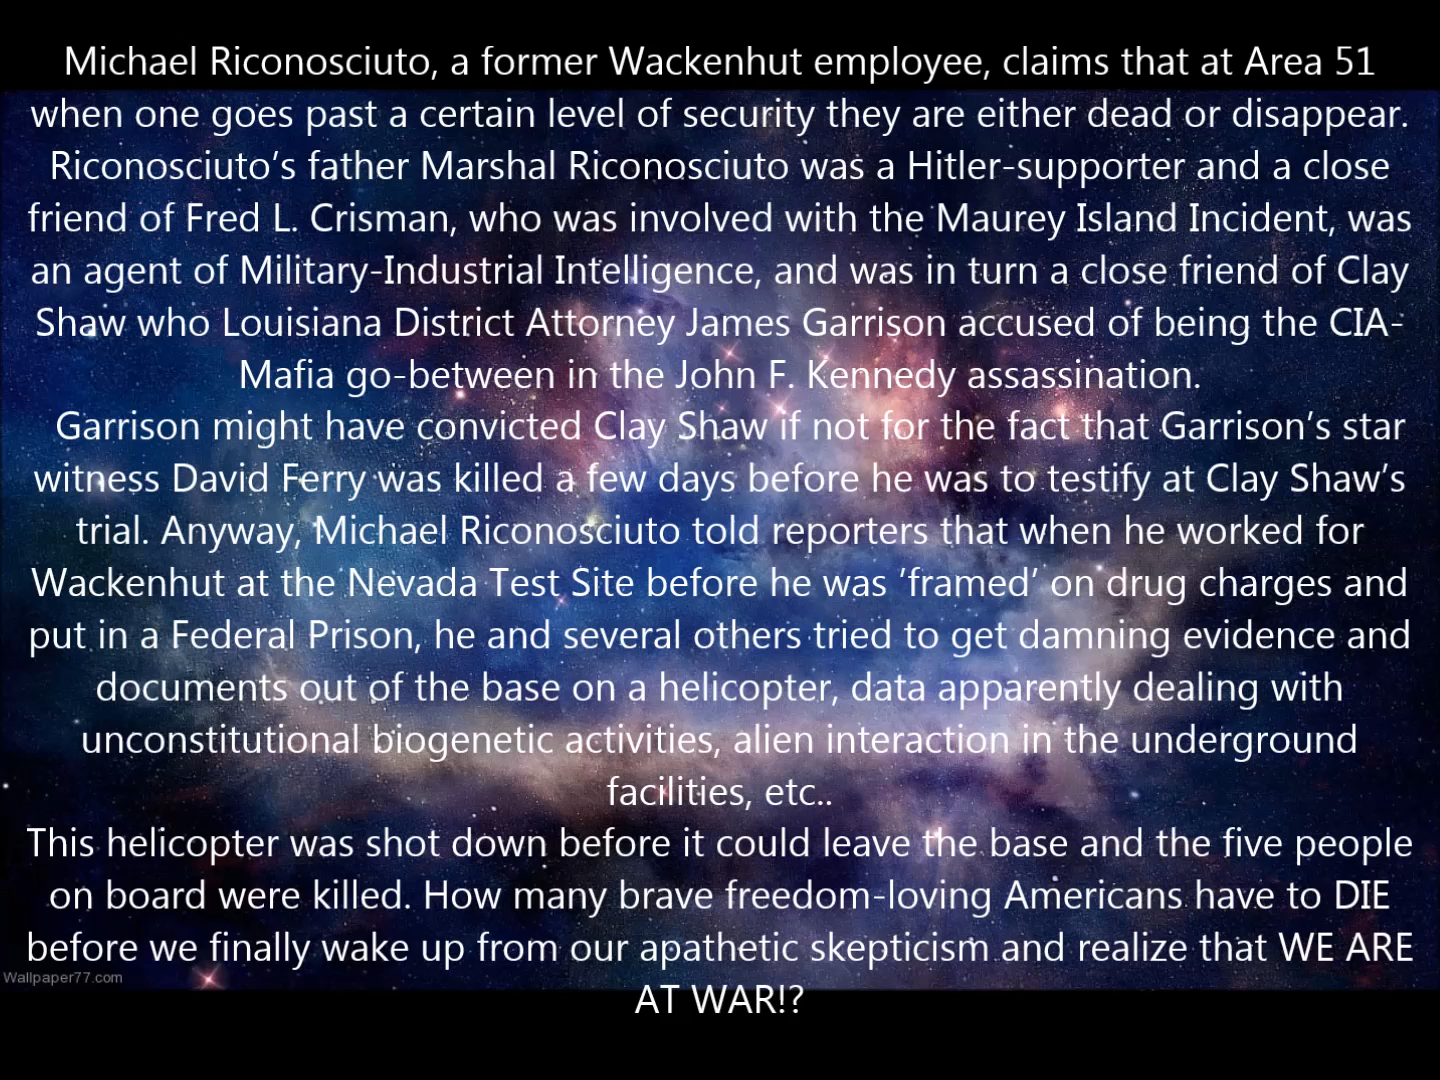 Michael Riconosciuto, a former Wackenhut employee, claims that at Area 51
when one goes past a certain level of security they are either dead or disappear.
Riconosciuto’s father Marshal Riconosciuto was a Hitler-supporter and a close
friend of Fred L. Crisman, who was involved with the Maurey Island Incident, was
an agent of Military-Industrial Intelligence, and was in turn a close friend of Clay
Shaw who Louisiana District Attorney James Garrison accused of being the CIA-
Mafia go-between in the John F. Kennedy assassination.
Garrison might have convicted Clay Shaw if not for the fact that Garrison’s star
witness David Ferry was killed a few days before he was to testify at Clay Shaw’s
trial. Anyway, Michael Riconosciuto told reporters that when he worked for
Wackenhut at the Nevada Test Site before he was ’framed’ on drug charges and
put in a Federal Prison, he and several others tried to get damning evidence and
documents out of the base on a helicopter, data apparently dealing with
unconstitutional biogenetic activities, alien interaction in the underground
facilities, etc..
This helicopter was shot down before it could leave the base and the five people
on board were killed. How many brave freedom-loving Americans have to DIE
before we finally wake up from our apathetic skepticism and realize that WE ARE
Wallpaper77.com
AT WAR!?